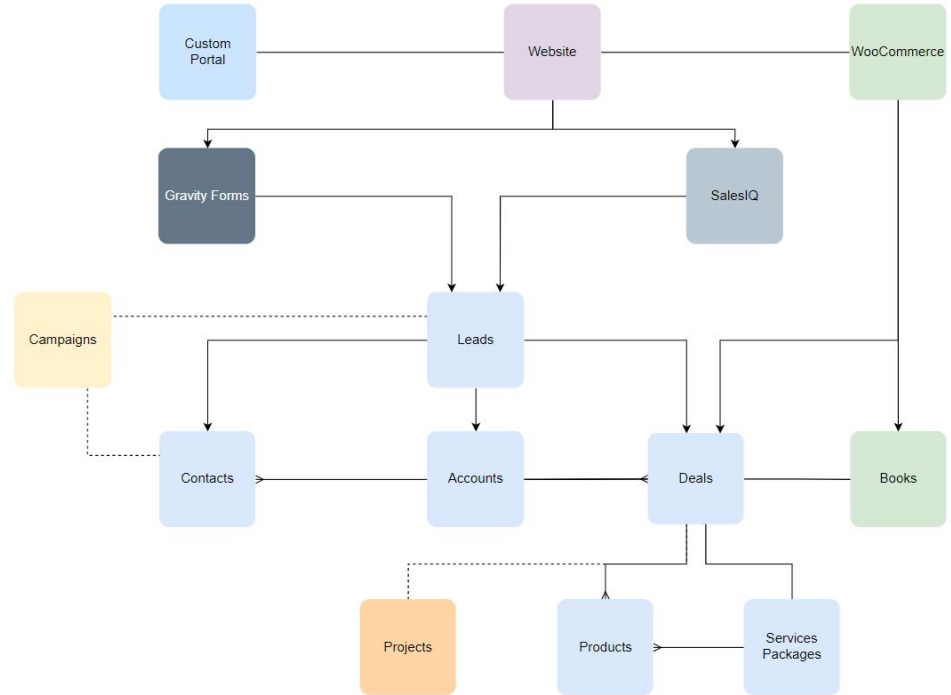 Custom
Portal
Website
WooCommerce
Gravity Forms
SalesIQ
Campaigns
Leads
Contacts
Accounts
Deals
Books
Projects
Products
Services
Packages